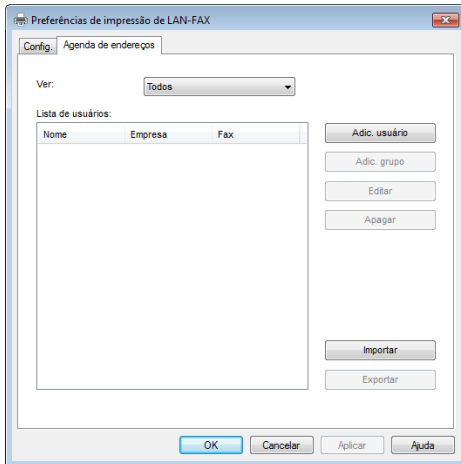 Preferências de impressão de LAN-FAX
Config. Agenda de endereços
Ver: Todos
Lista de usuários:
Nome Empresa Fax
Adic. usuário
Adic. grupo
Editar
Apagar
Importar
Exportar
OK Cancelar Aplicar Ajuda